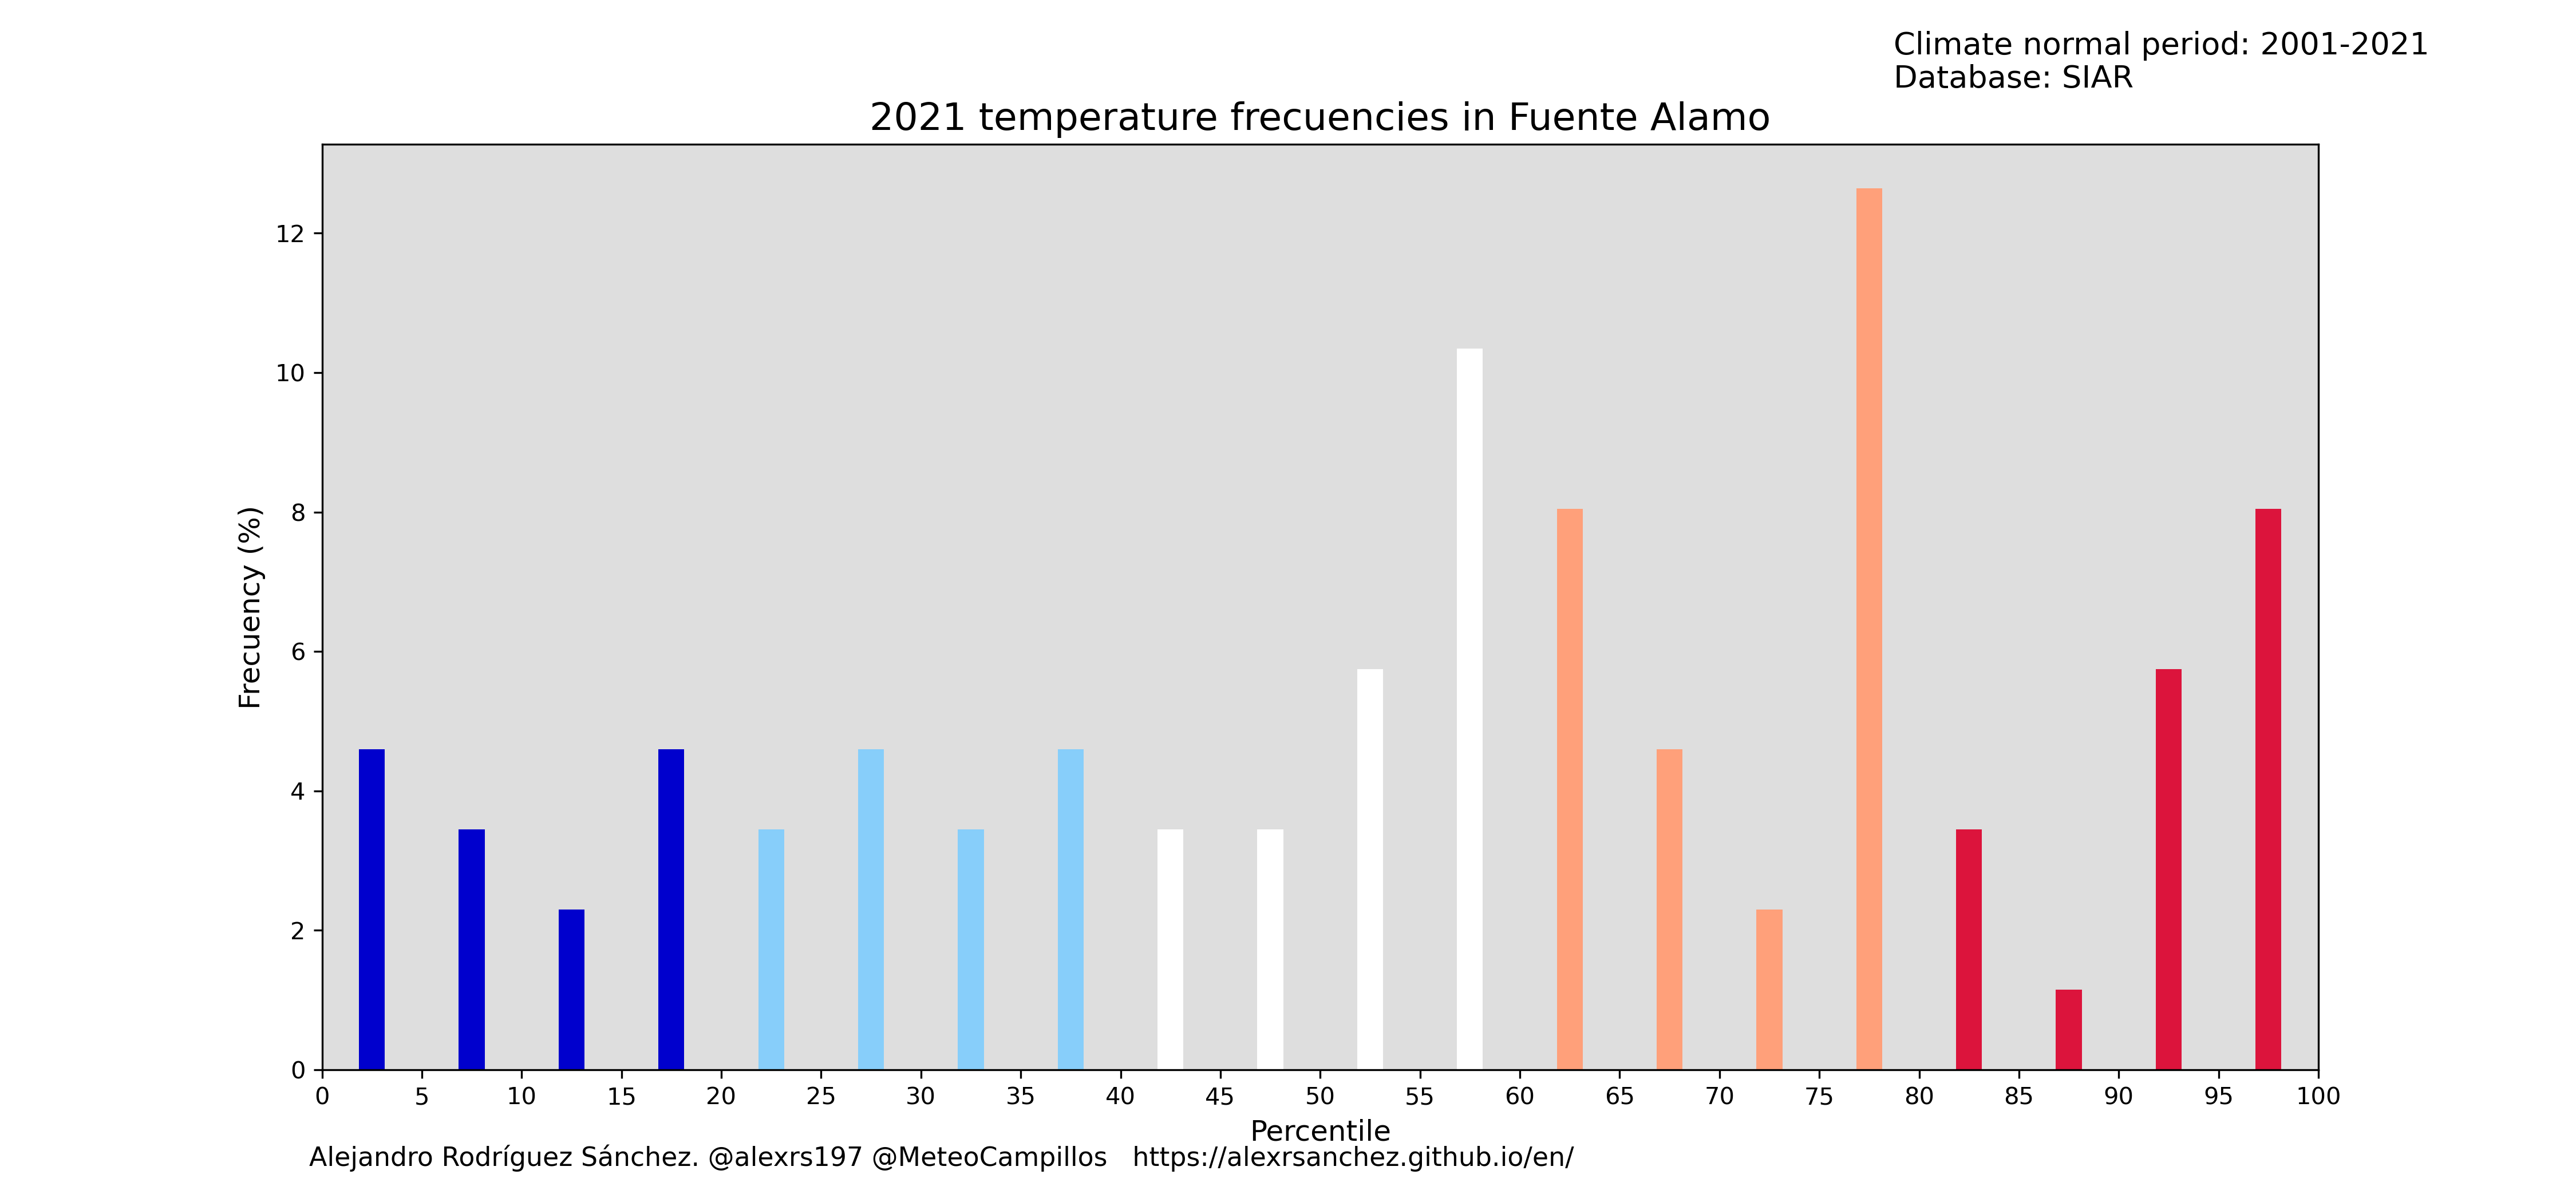 Climate normal period: 2001-2021
Database: SIAR
2021 temperature frecuencies in Fuente Alamo
Frecuency (%)
12
10
8
6
4
2
0
0 5 10 15 20 25 30 35 40 45 50 55 60 65 70 75 80 85 90 95 100
Percentile
Alejandro Rodríguez Sánchez. @alexrs197 @MeteoCampillos https://alexrsanchez.github.io/en/